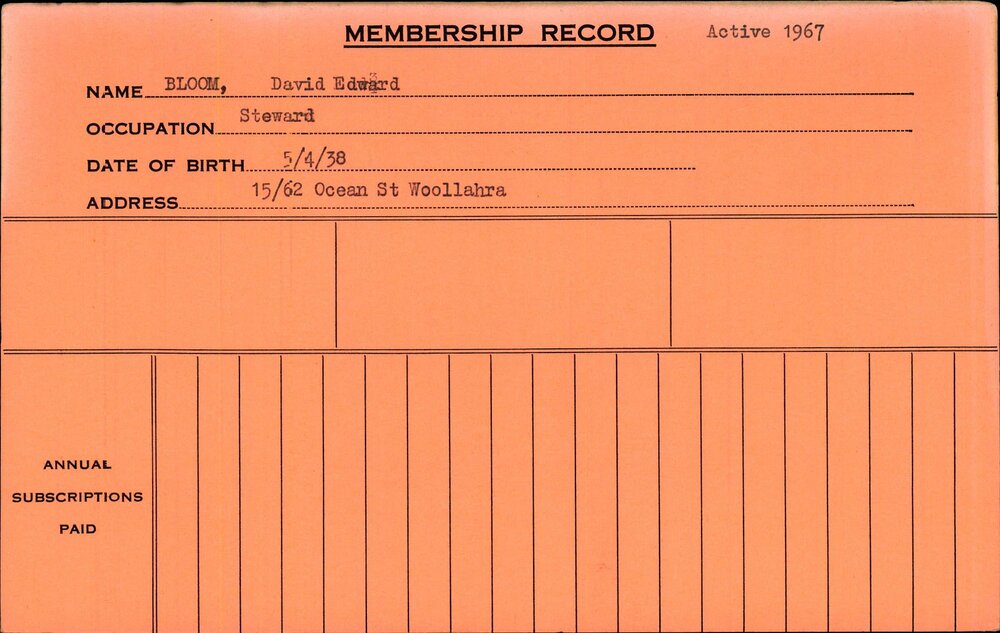 MEMBERSHIP RECORD Active 1967
NAME BLOOM, David Edward
OCCUPATION Steward
DATE OF BIRTH 5/4/38
ADDRESS 15/62 Ocean St Woollahra
ANNUAL
SUBSCRIPTIONS
PAID